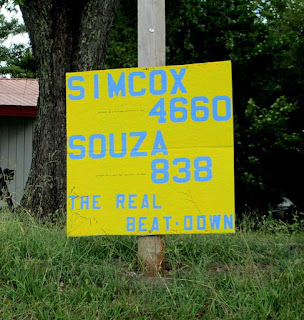 SIMCOX
4660
SOUZA
838
THE REAL
BEAT-DOWN